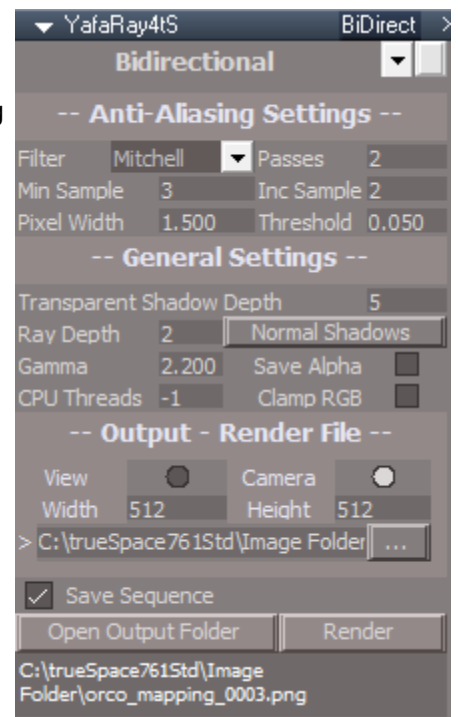 YafaRay4tS BiDirect >
Bidirectional
-- Anti-Aliasing Settings --
Filter Mitchell Passes 2
Min Sample 3 Inc Sample 2
Pixel Width 1.500 Threshold 0.050
-- General Settings --
Transparent Shadow Depth 5
Ray Depth 2 Normal Shadows
Gamma 2.200 Save Alpha
CPU Threads -1 Clamp RGB
-- Output - Render File --
View Camera
Width 512 Height 512
> C:\trueSpace761Std\Image Folder ...
Save Sequence
Open Output Folder Render
C:\trueSpace761Std\Image
Folder\orco_mapping_0003.png